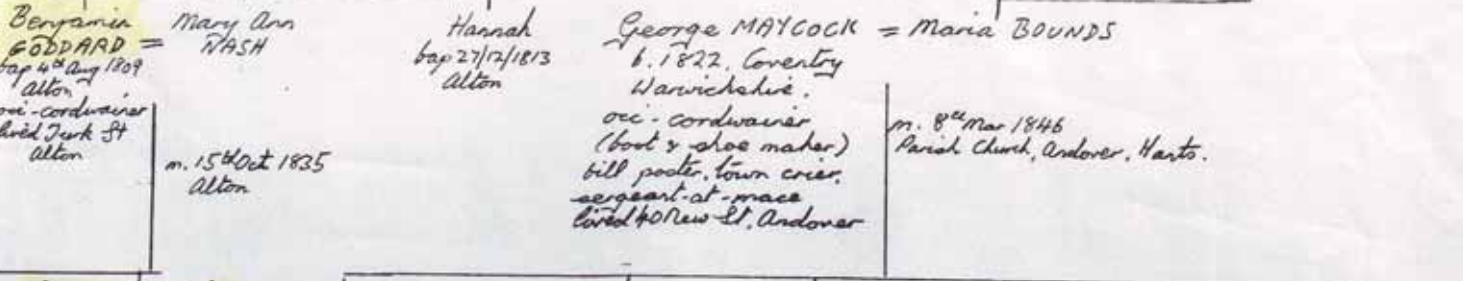 Benjamin
GODDARD =
bap 4th Aug 1809
Alton
occ-cordwainer
lived Turk St
Alton
Mary Ann
NASH
m. 15th Oct 1835
Alton
Hannah
bap 27/12/1813
Alton
George MAYCOCK = Maria BOUNDS
b. 1822, Coventry
Warwickshire.
occ - cordwainer
(boot & shoe maker)
bill poster, town crier,
sergeant-at-mace
lived 40 New St, Andover
m. 8th Mar 1846
Parish Church, Andover, Hants.